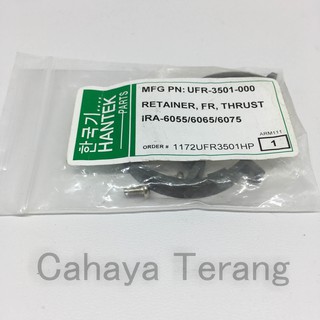 한국기....
HANTEK
PARTS
MFG PN: UFR-3501-000
RETAINER, FR, THRUST
IRA-6055/6065/6075
ARM111
ORDER # 1172UFR3501HP 1
Cahaya Terang